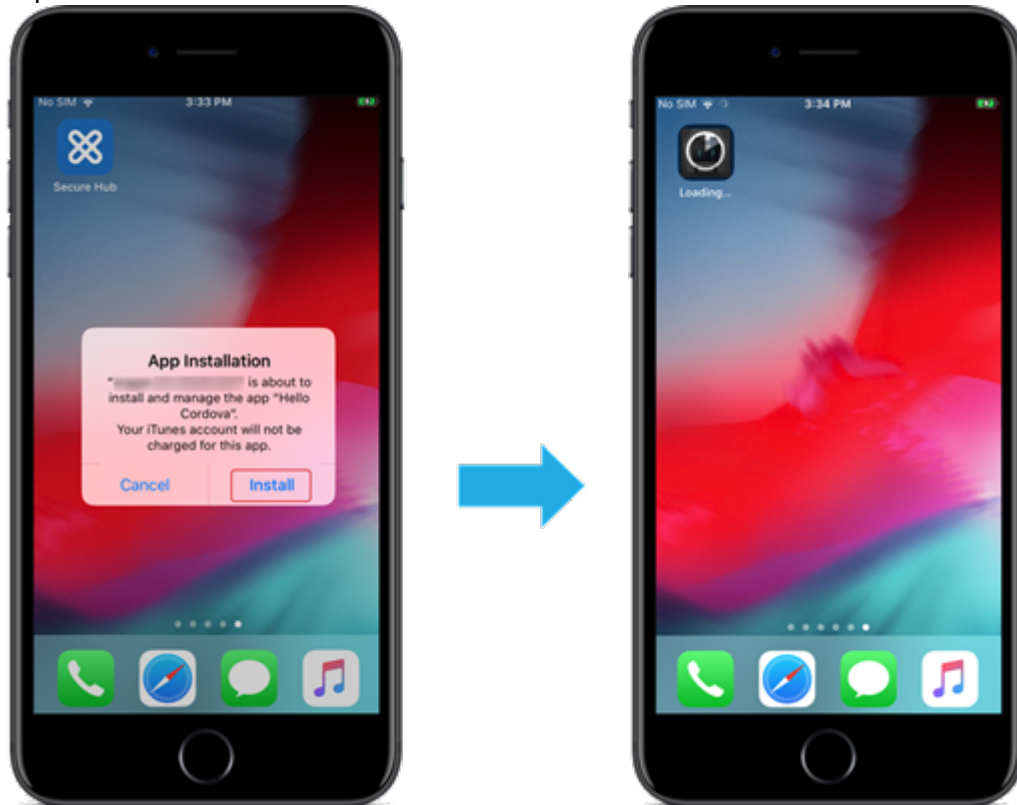 No SIM 3:33 PM
Secure Hub
App Installation
" is about to
install and manage the app "Hello
Cordova".
Your iTunes account will not be
charged for this app.
Cancel Install
No SIM 3:34 PM
Loading...